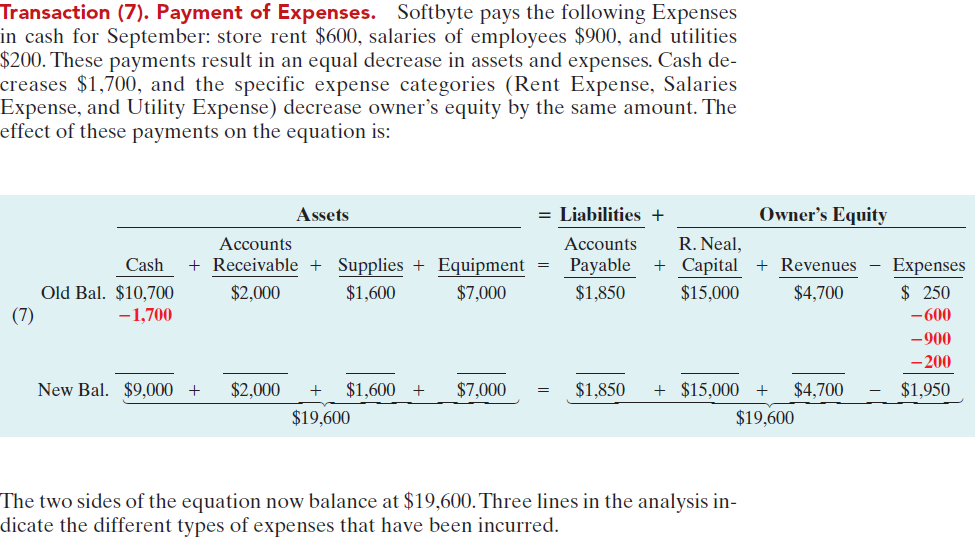 Transaction (7). Payment of Expenses. Softbyte pays the following Expenses
in cash for September: store rent $600, salaries of employees $900, and utilities
$200. These payments result in an equal decrease in assets and expenses. Cash de-
creases $1,700, and the specific expense categories (Rent Expense, Salaries
Expense, and Utility Expense) decrease owner's equity by the same amount. The
effect of these payments on the equation is:
Assets = Liabilities + Owner's Equity
Accounts Accounts R. Neal,
Cash + Receivable + Supplies + Equipment = Payable + Capital + Revenues – Expenses
Old Bal. $10,700 $2,000 $1,600 $7,000 $1,850 $15,000 $4,700 $ 250
(7) –1,700 –600
–900
–200
New Bal. $9,000 + $2,000 + $1,600 + $7,000 = $1,850 + $15,000 + $4,700 – $1,950
$19,600 $19,600
The two sides of the equation now balance at $19,600. Three lines in the analysis in-
dicate the different types of expenses that have been incurred.